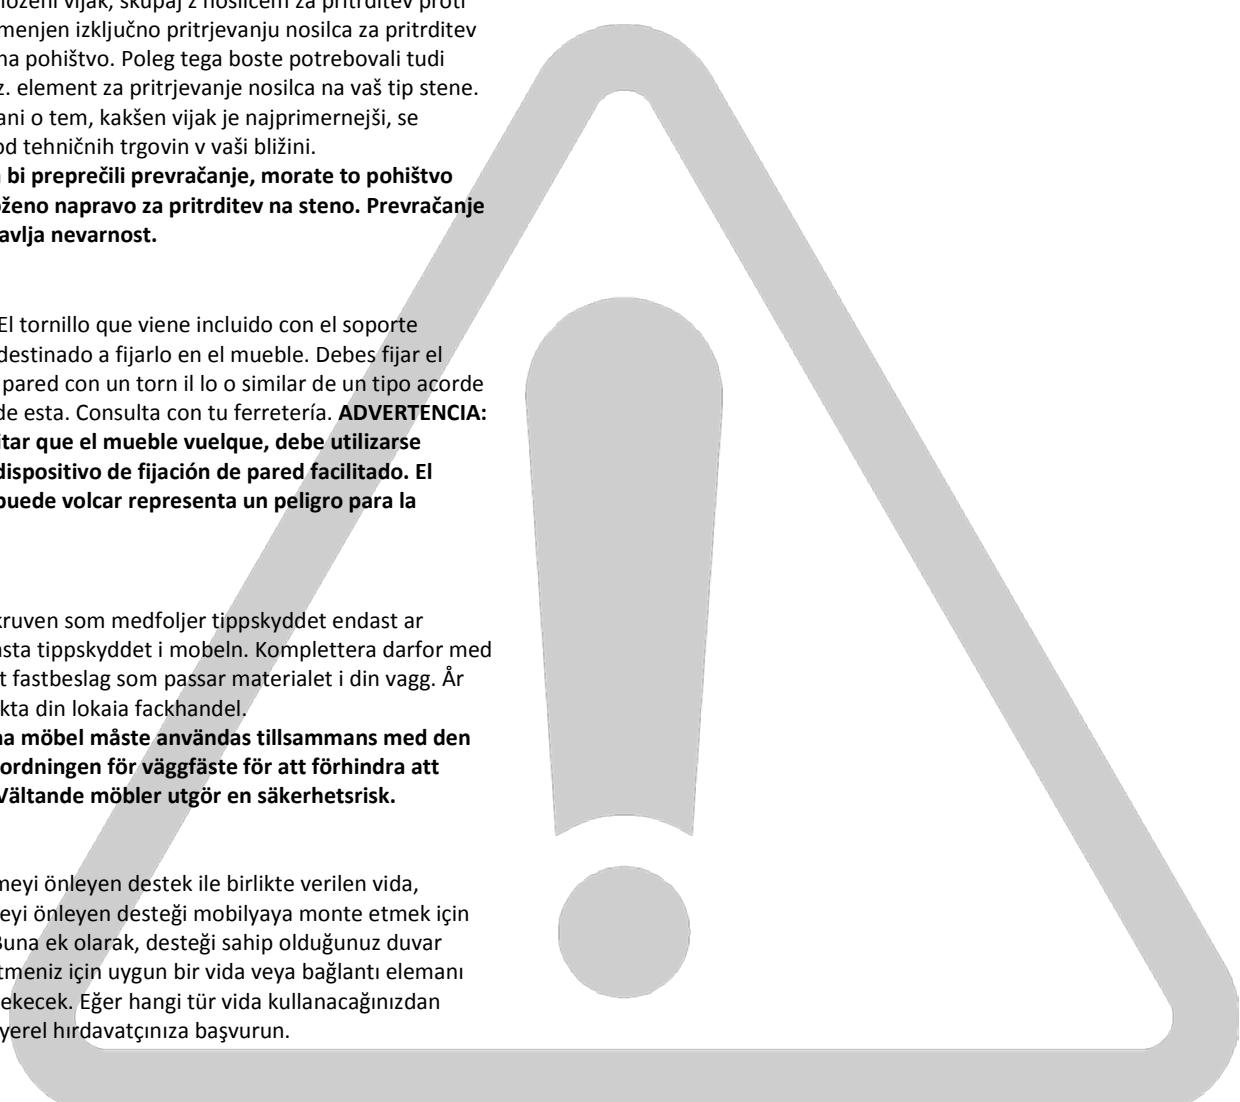 oženi vijak, skupaj z nosilcem za pritrditev proti
menjen izključno pritrjevanju nosilca za pritrditev
na pohištvo. Poleg tega boste potrebovali tudi
z. element za pritrjevanje nosilca na vaš tip stene.
ani o tem, kakšen vijak je najprimernejši, se
od tehničnih trgovin v vaši bližini.
bi preprečili prevračanje, morate to pohištvo
oženo napravo za pritrditev na steno. Prevračanje
avlja nevarnost.
El tornillo que viene incluido con el soporte
destinado a fijarlo en el mueble. Debes fijar el
pared con un torn il lo o similar de un tipo acorde
de esta. Consulta con tu ferretería. ADVERTENCIA:
itar que el mueble vuelque, debe utilizarse
dispositivo de fijación de pared facilitado. El
puede volcar representa un peligro para la
kruven som medfoljer tippskyddet endast ar
asta tippskyddet i mobeln. Komplettera darfor med
t fastbeslag som passar materialet i din vagg. År
kta din lokaia fackhandel.
na möbel måste användas tillsammans med den
ordningen för väggfäste för att förhindra att
Vältande möbler utgör en säkerhetsrisk.
meyi önleyen destek ile birlikte verilen vida,
eyi önleyen desteği mobilyaya monte etmek için
Buna ek olarak, desteği sahip olduğunuz duvar
tmeniz için uygun bir vida veya bağlantı elemanı
ekecek. Eğer hangi tür vida kullanacağınızdan
yerel hırdavatçınıza başvurun.